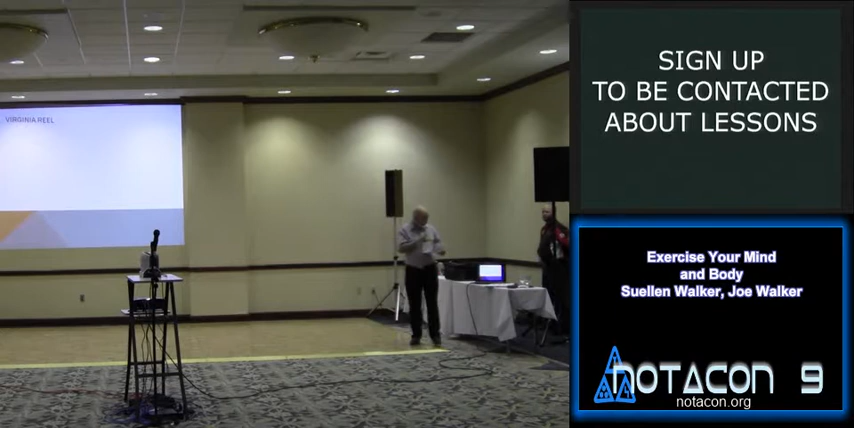 VIRGINIA REEL
SIGN UP
TO BE CONTACTED
ABOUT LESSONS
Exercise Your Mind
and Body
Suellen Walker, Joe Walker
NOTACON 9
notacon.org